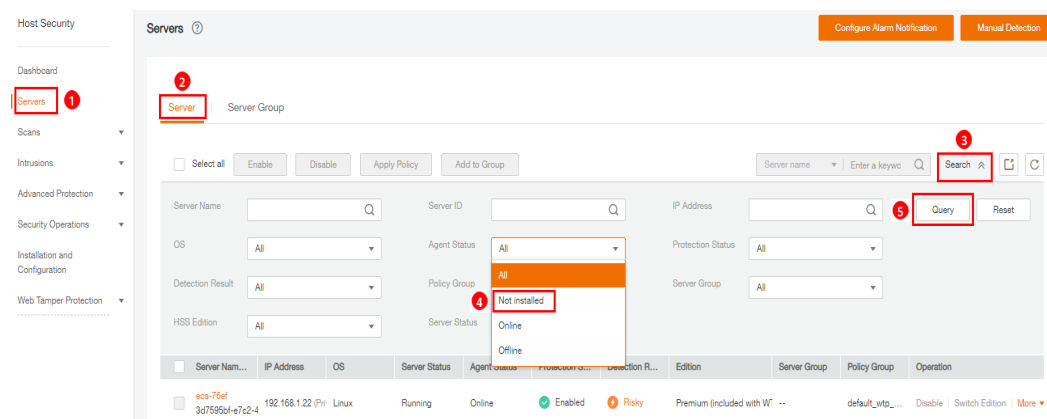 Host Security
Servers
Configure Alarm Notification
Manual Detection
Dashboard
Servers
1
Scans
Intrusions
Advanced Protection
Security Operations
Installation and
Configuration
Web Tamper Protection
2
Server
Server Group
3
Select all
Enable
Disable
Apply Policy
Add to Group
Server name
Enter a keywc
Search
Server Name
Server ID
IP Address
5
Query
Reset
OS
All
Agent Status
All
Protection Status
All
Detection Result
All
Policy Group
Server Group
All
All
4
Not installed
Online
Offline
HSS Edition
All
Server Status
Server Nam...
IP Address
OS
Server Status
Agent Status
Protection S...
Detection R...
Edition
Server Group
Policy Group
Operation
ecs-76ef
3d7595bf-e7c2-4
192.168.1.22 (Pri
Linux
Running
Online
Enabled
Risky
Premium (included with WT
--
default_wtp_...
Disable
Switch Edition
More